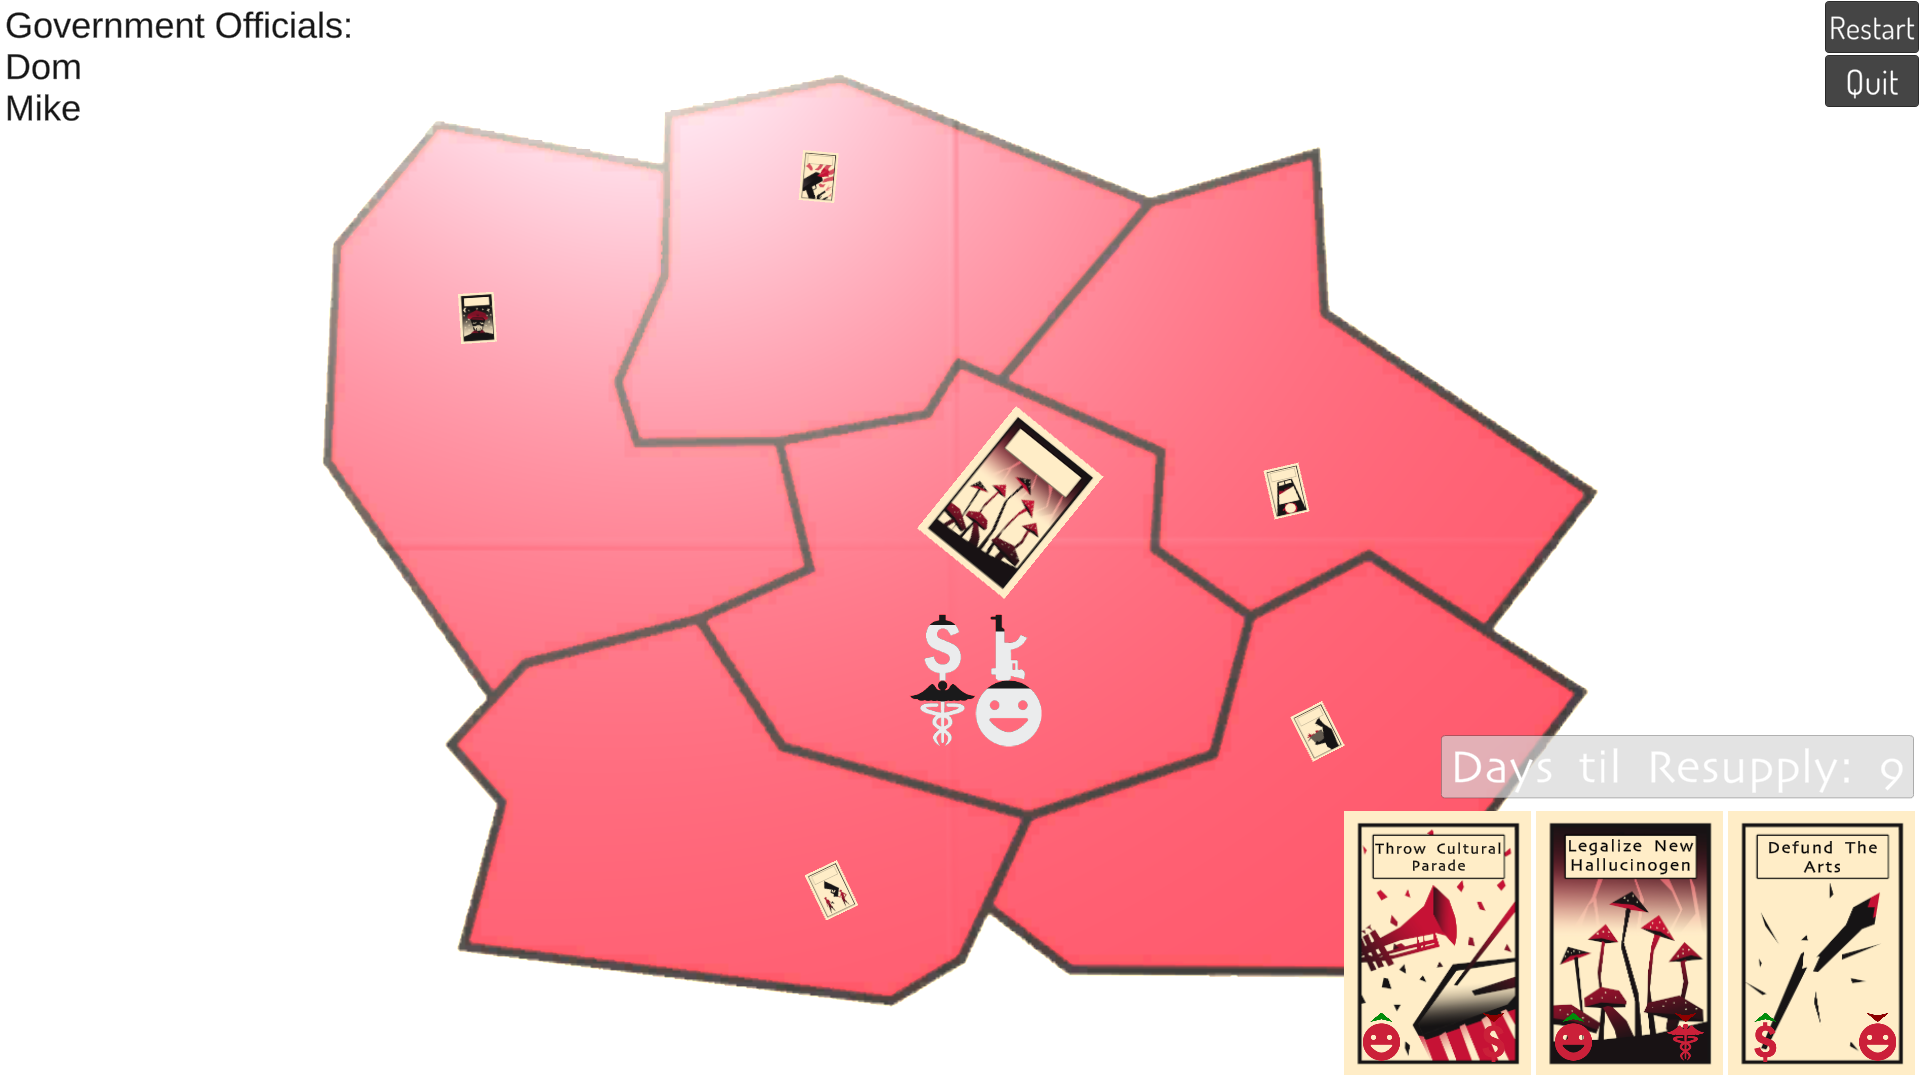 Government Officials:
Dom
Mike
Restart
Quit
Days til Resupply: 9
Throw Cultural
Parade
Legalize New
Hallucinogen
Defund The
Arts